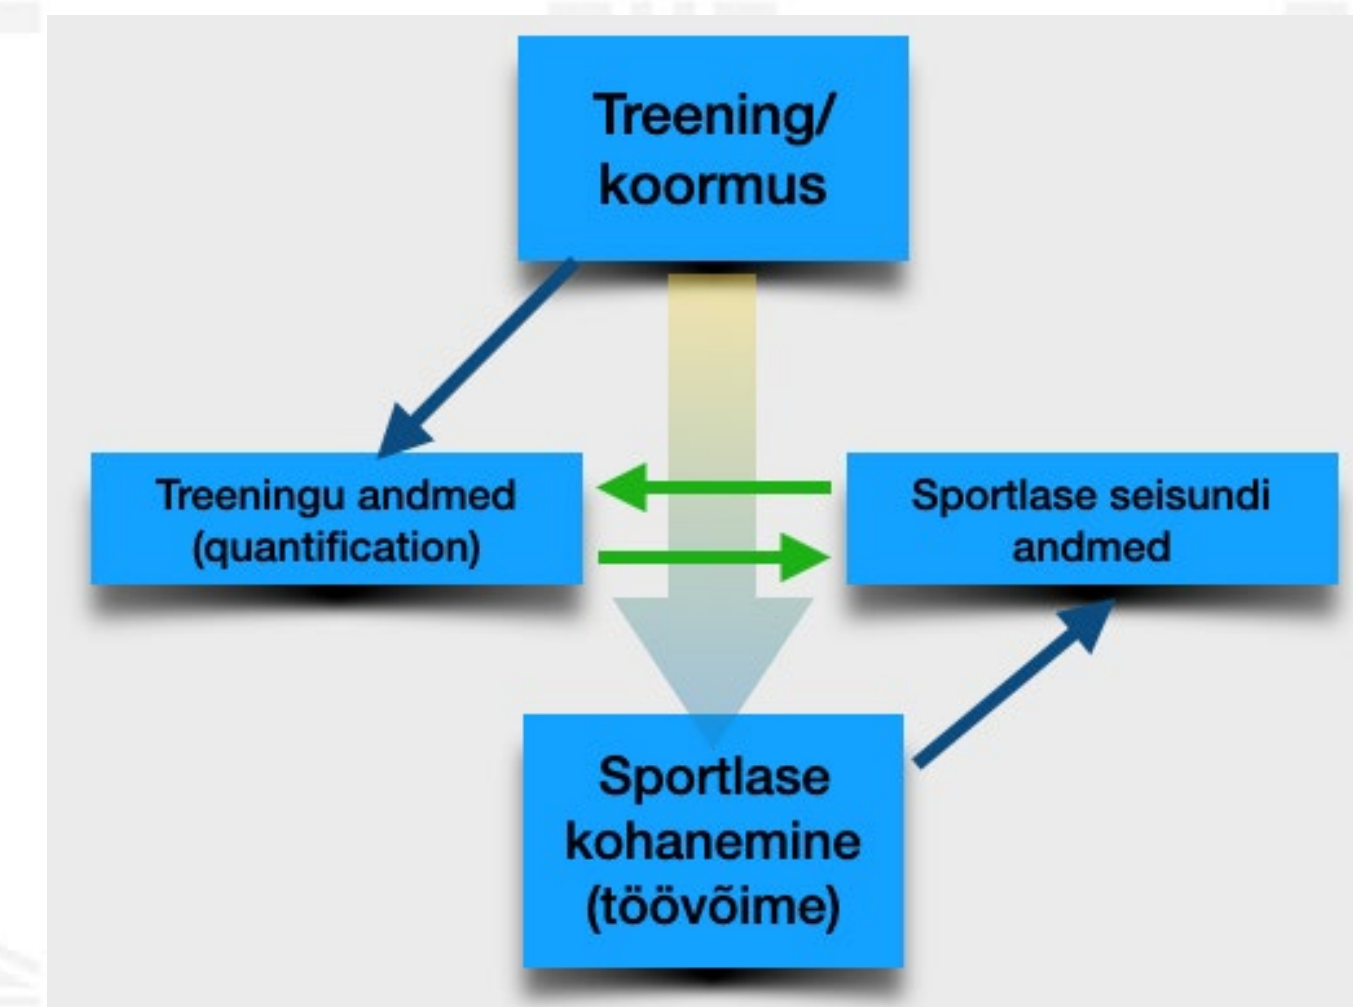 Treening/
koormus
Treeningu andmed
(quantification)
Sportlase seisundi
andmed
Sportlase
kohanemine
(töövõime)